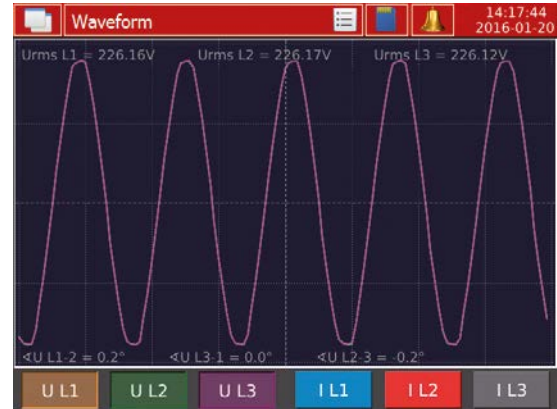 Waveform
14:17:44
2016-01-20
Urms L1 = 226.16V Urms L2 = 226.17V Urms L3 = 226.12V
∢U L1-2 = 0.2° ∢U L3-1 = 0.0° ∢U L2-3 = -0.2°
U L1 U L2 U L3 I L1 I L2 I L3